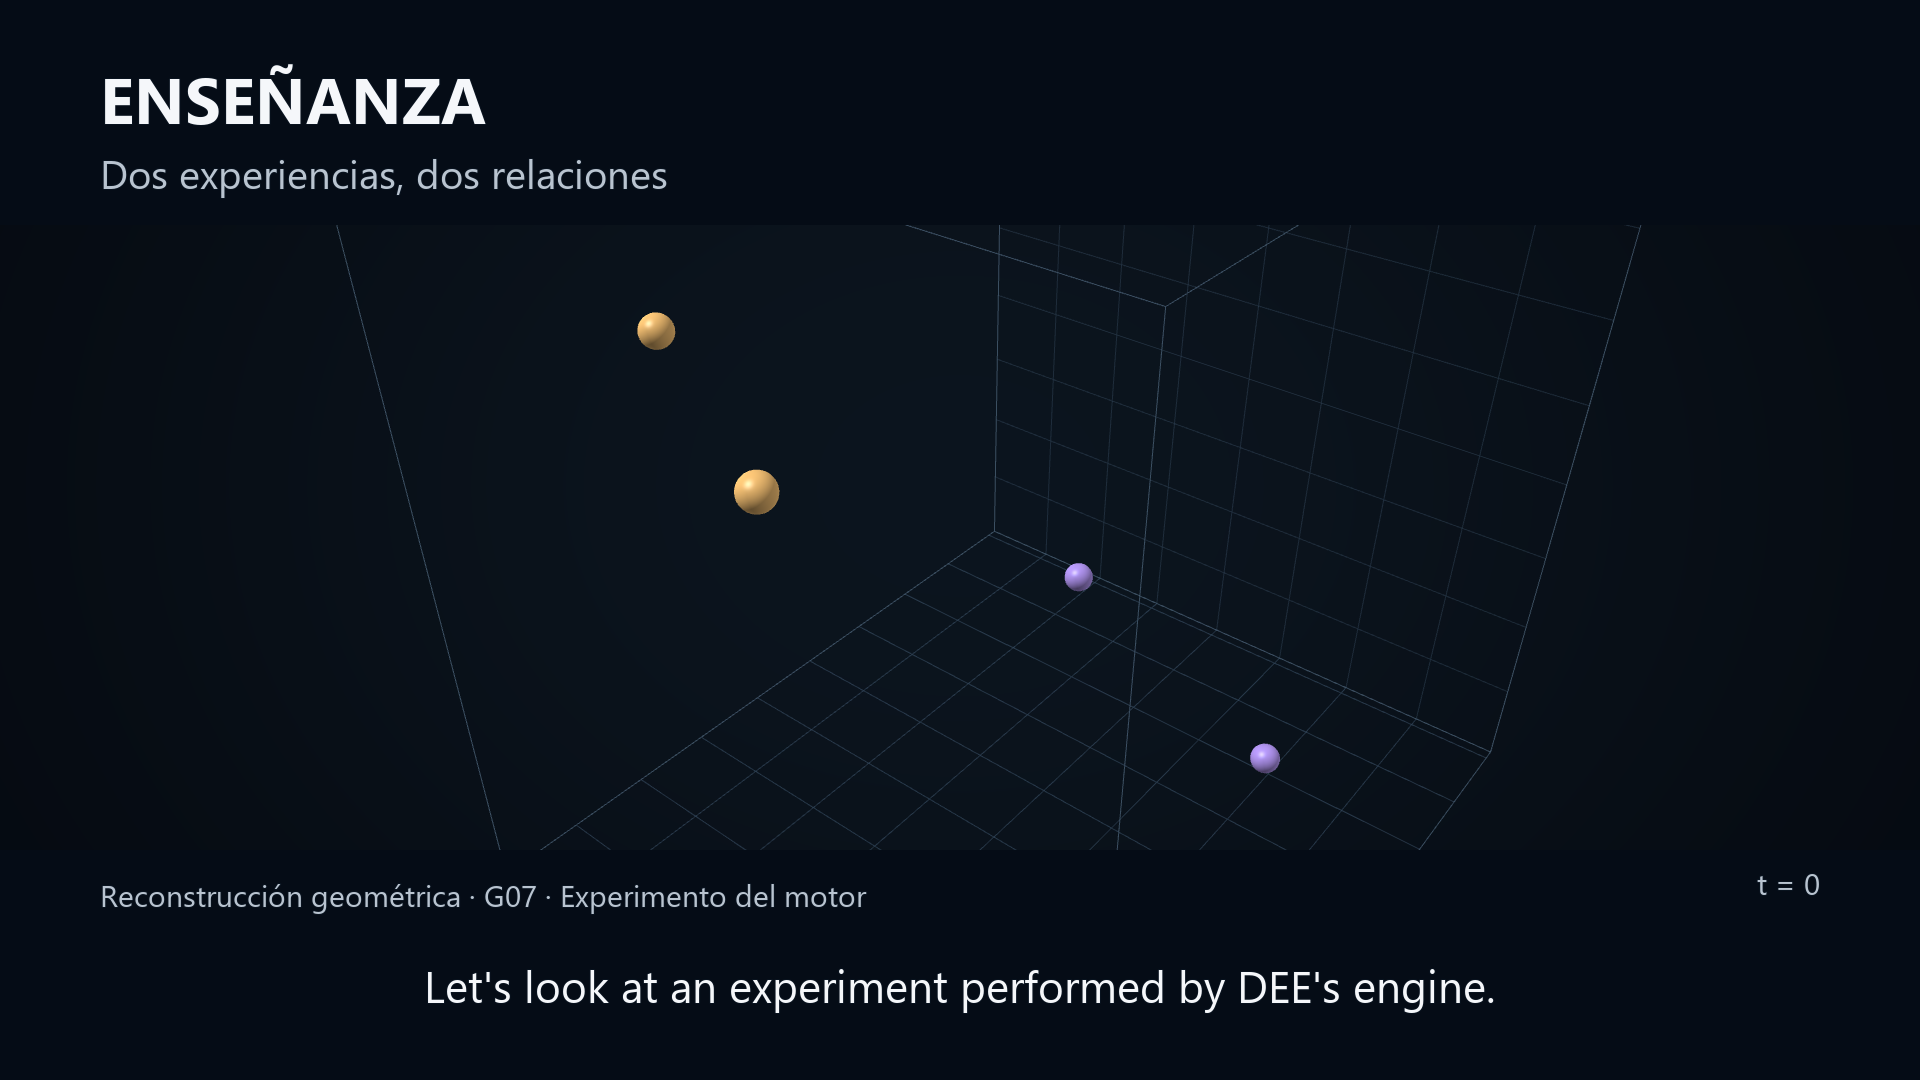 ENSEÑANZA
Dos experiencias, dos relaciones
Reconstrucción geométrica · G07 · Experimento del motor
t = 0
Let's look at an experiment performed by DEE's engine.